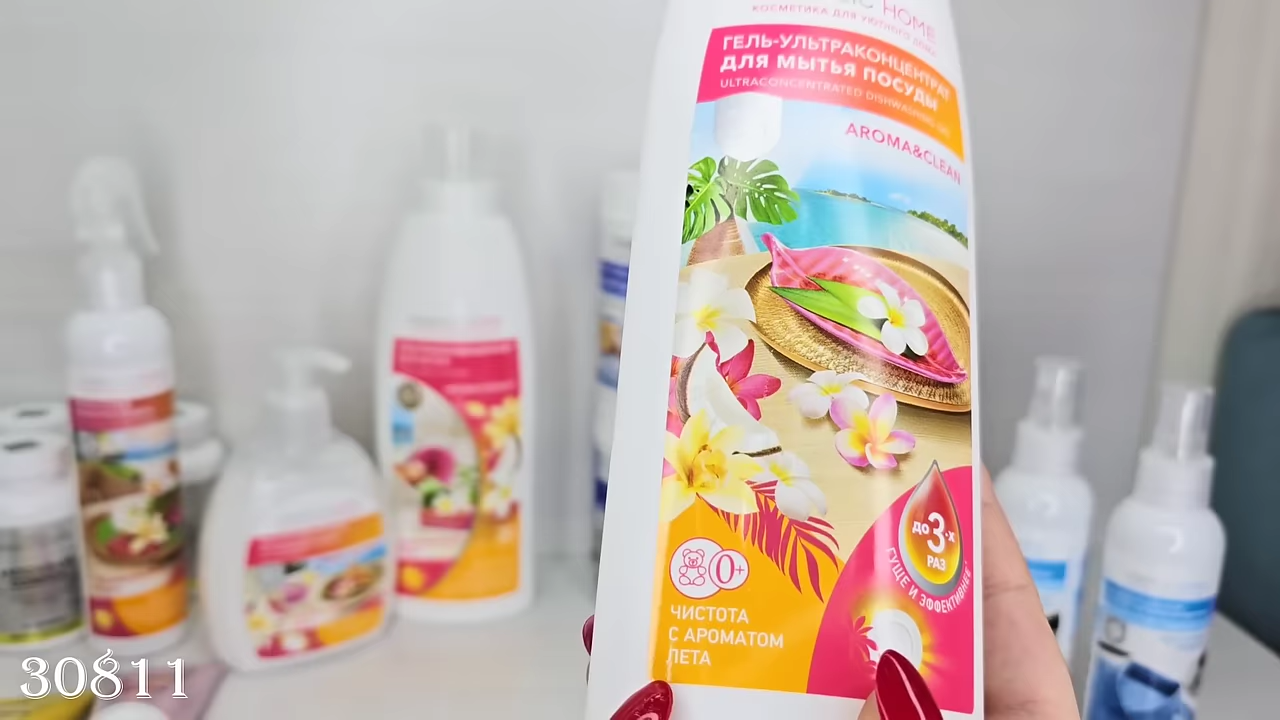 HOME
КОСМЕТИКА ДЛЯ УЮТНОГО ДОМА
ГЕЛЬ-УЛЬТРАКОНЦЕНТРАТ
ДЛЯ МЫТЬЯ ПОСУДЫ
ULTRACONCENTRATED DISHWASHING GEL
AROMA&CLEAN
ДО 3-Х
РАЗ
ГУЩЕ И ЭФФЕКТИВНЕЕ*
0+
ЧИСТОТА
С АРОМАТОМ
ЛЕТА
30811